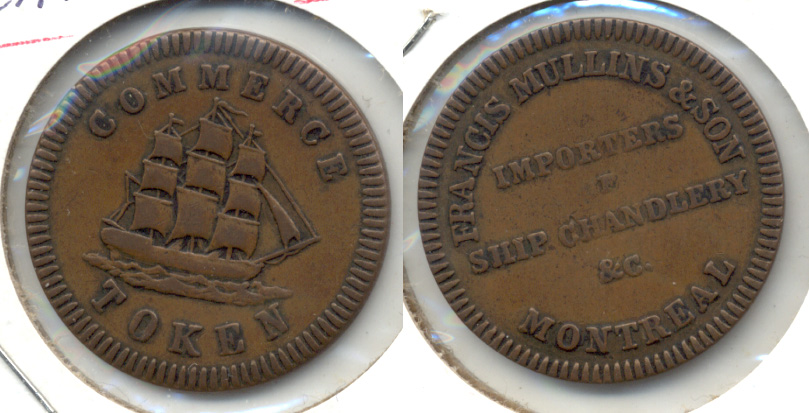 COMMERCE
TOKEN
FRANCIS MULLINS & SON
IMPORTERS
OF
SHIP. CHANDLERY
&C.
MONTREAL